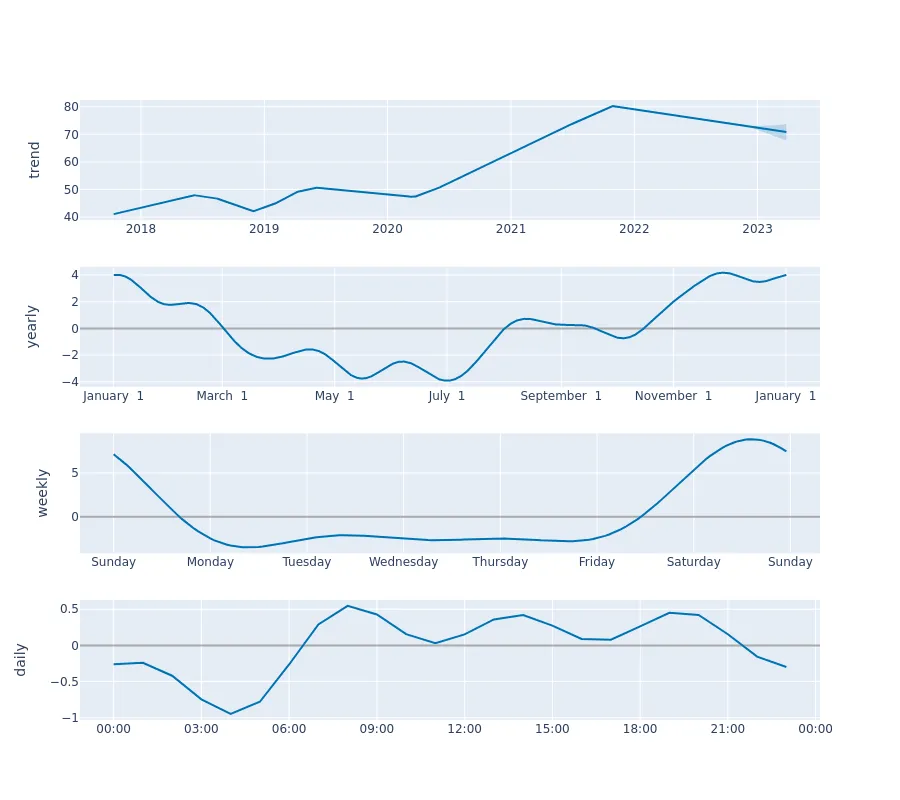 trend
80
70
60
50
40
2018 2019 2020 2021 2022 2023
yearly
4
2
0
−2
−4
January 1 March 1 May 1 July 1 September 1 November 1 January 1
weekly
5
0
Sunday Monday Tuesday Wednesday Thursday Friday Saturday Sunday
daily
0.5
0
−0.5
−1
00:00 03:00 06:00 09:00 12:00 15:00 18:00 21:00 00:00